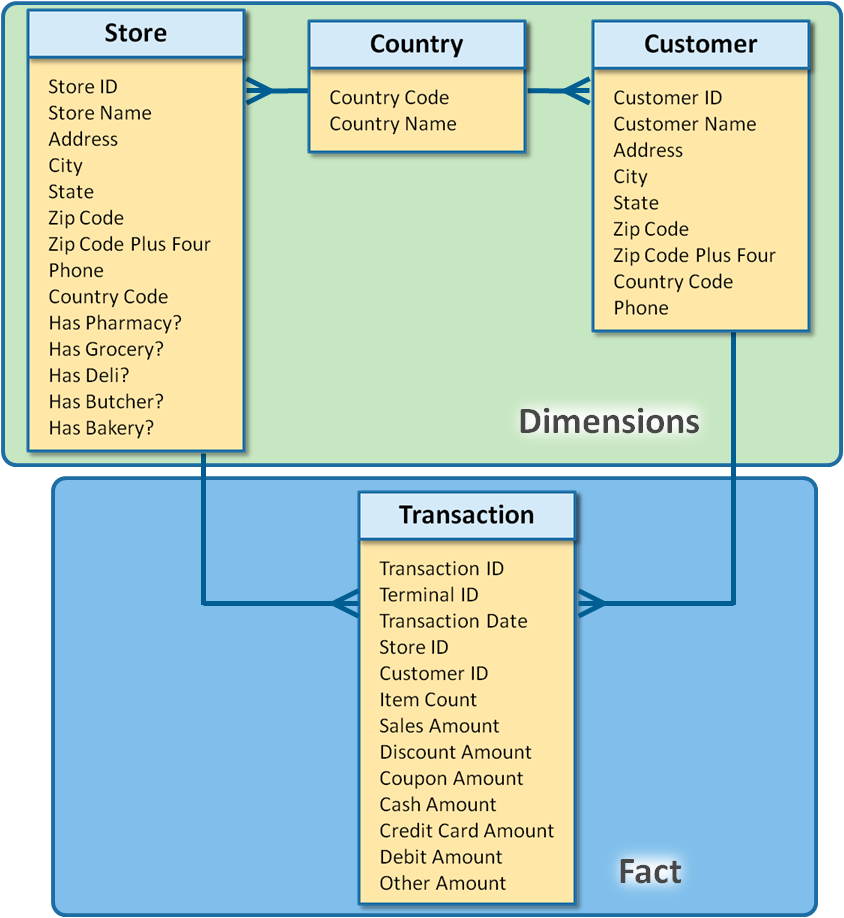 Store
Store ID
Store Name
Address
City
State
Zip Code
Zip Code Plus Four
Phone
Country Code
Has Pharmacy?
Has Grocery?
Has Deli?
Has Butcher?
Has Bakery?
Country
Country Code
Country Name
Customer
Customer ID
Customer Name
Address
City
State
Zip Code
Zip Code Plus Four
Country Code
Phone
Dimensions
Transaction
Transaction ID
Terminal ID
Transaction Date
Store ID
Customer ID
Item Count
Sales Amount
Discount Amount
Coupon Amount
Cash Amount
Credit Card Amount
Debit Amount
Other Amount
Fact